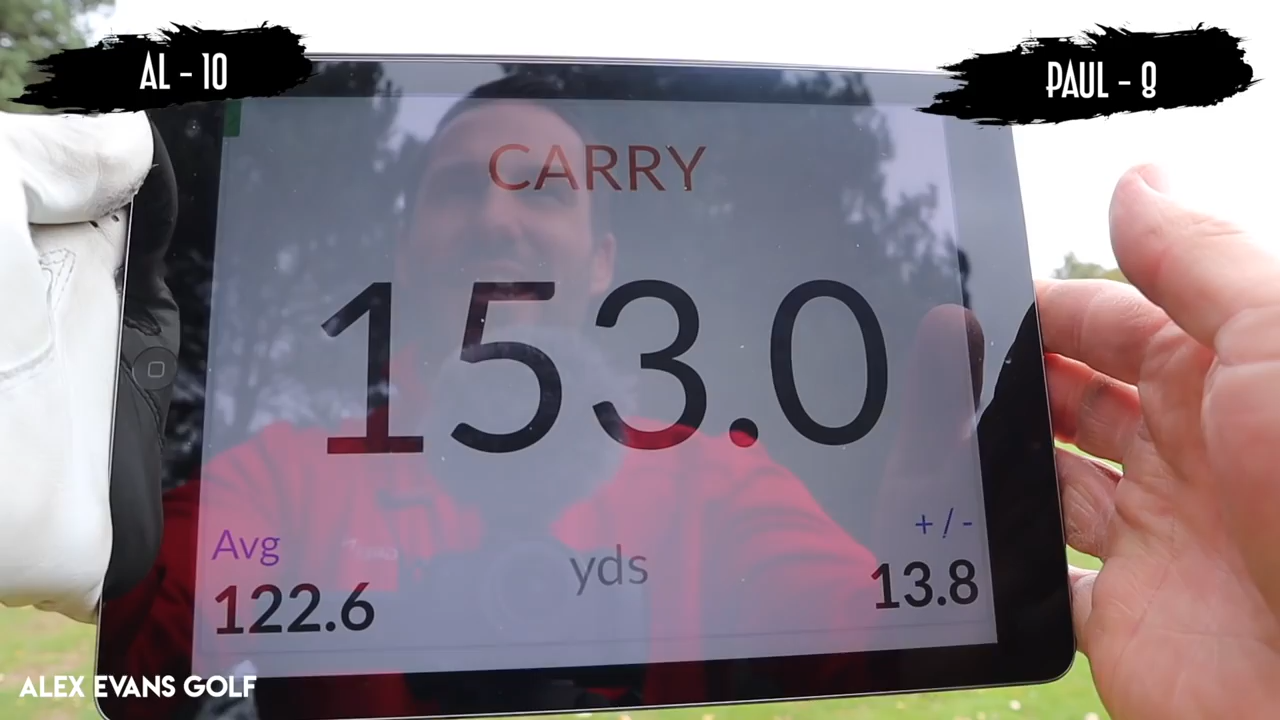 AL - 10
PAUL - 8
CARRY
153.0
yds
Avg
122.6
+/-
13.8
ALEX EVANS GOLF